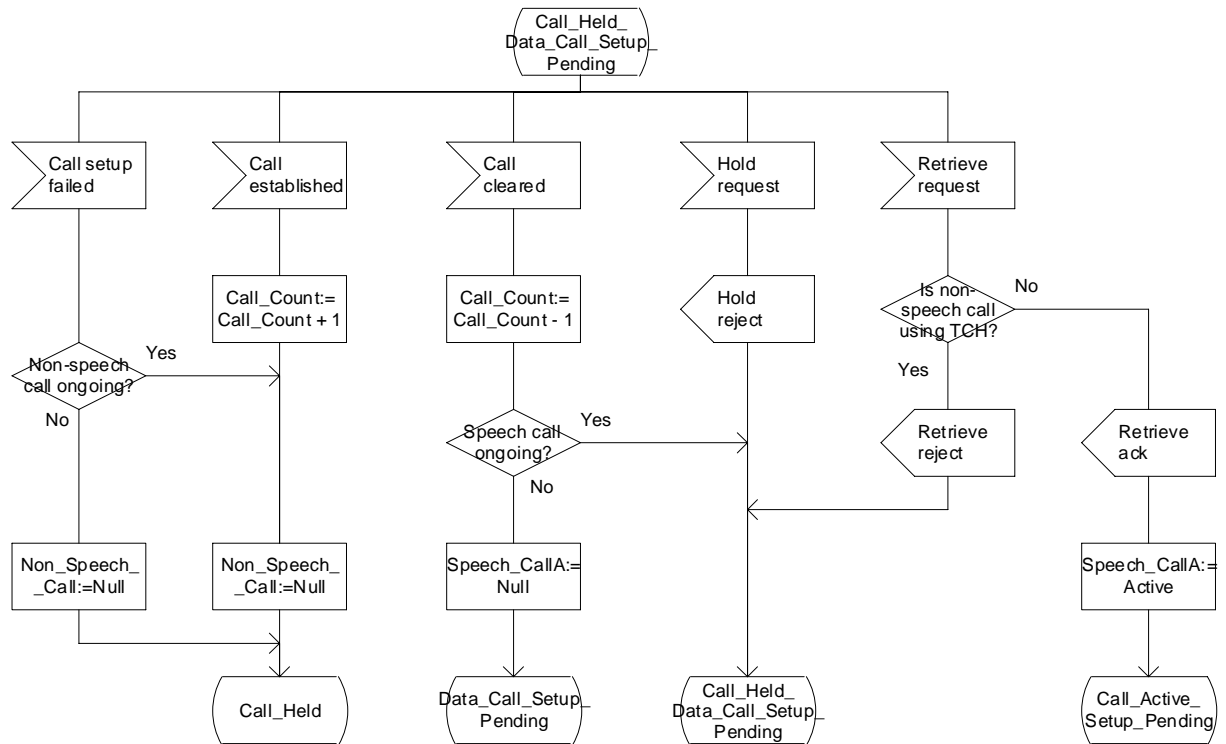 Call_Held_
Data_Call_Setup_
Pending
Call setup
failed
Call
established
Call
cleared
Hold
request
Retrieve
request
Call_Count:=
Call_Count + 1
Call_Count:=
Call_Count - 1
Hold
reject
Is non-
speech call
using TCH?
No
Yes
Non-speech
call ongoing?
Yes
No
Speech call
ongoing?
Yes
No
Retrieve
reject
Retrieve
ack
Non_Speech_
_Call:=Null
Non_Speech_
_Call:=Null
Speech_CallA:=
Null
Speech_CallA:=
Active
Call_Held
Data_Call_Setup_
Pending
Call_Held_
Data_Call_Setup_
Pending
Call_Active_
Setup_Pending